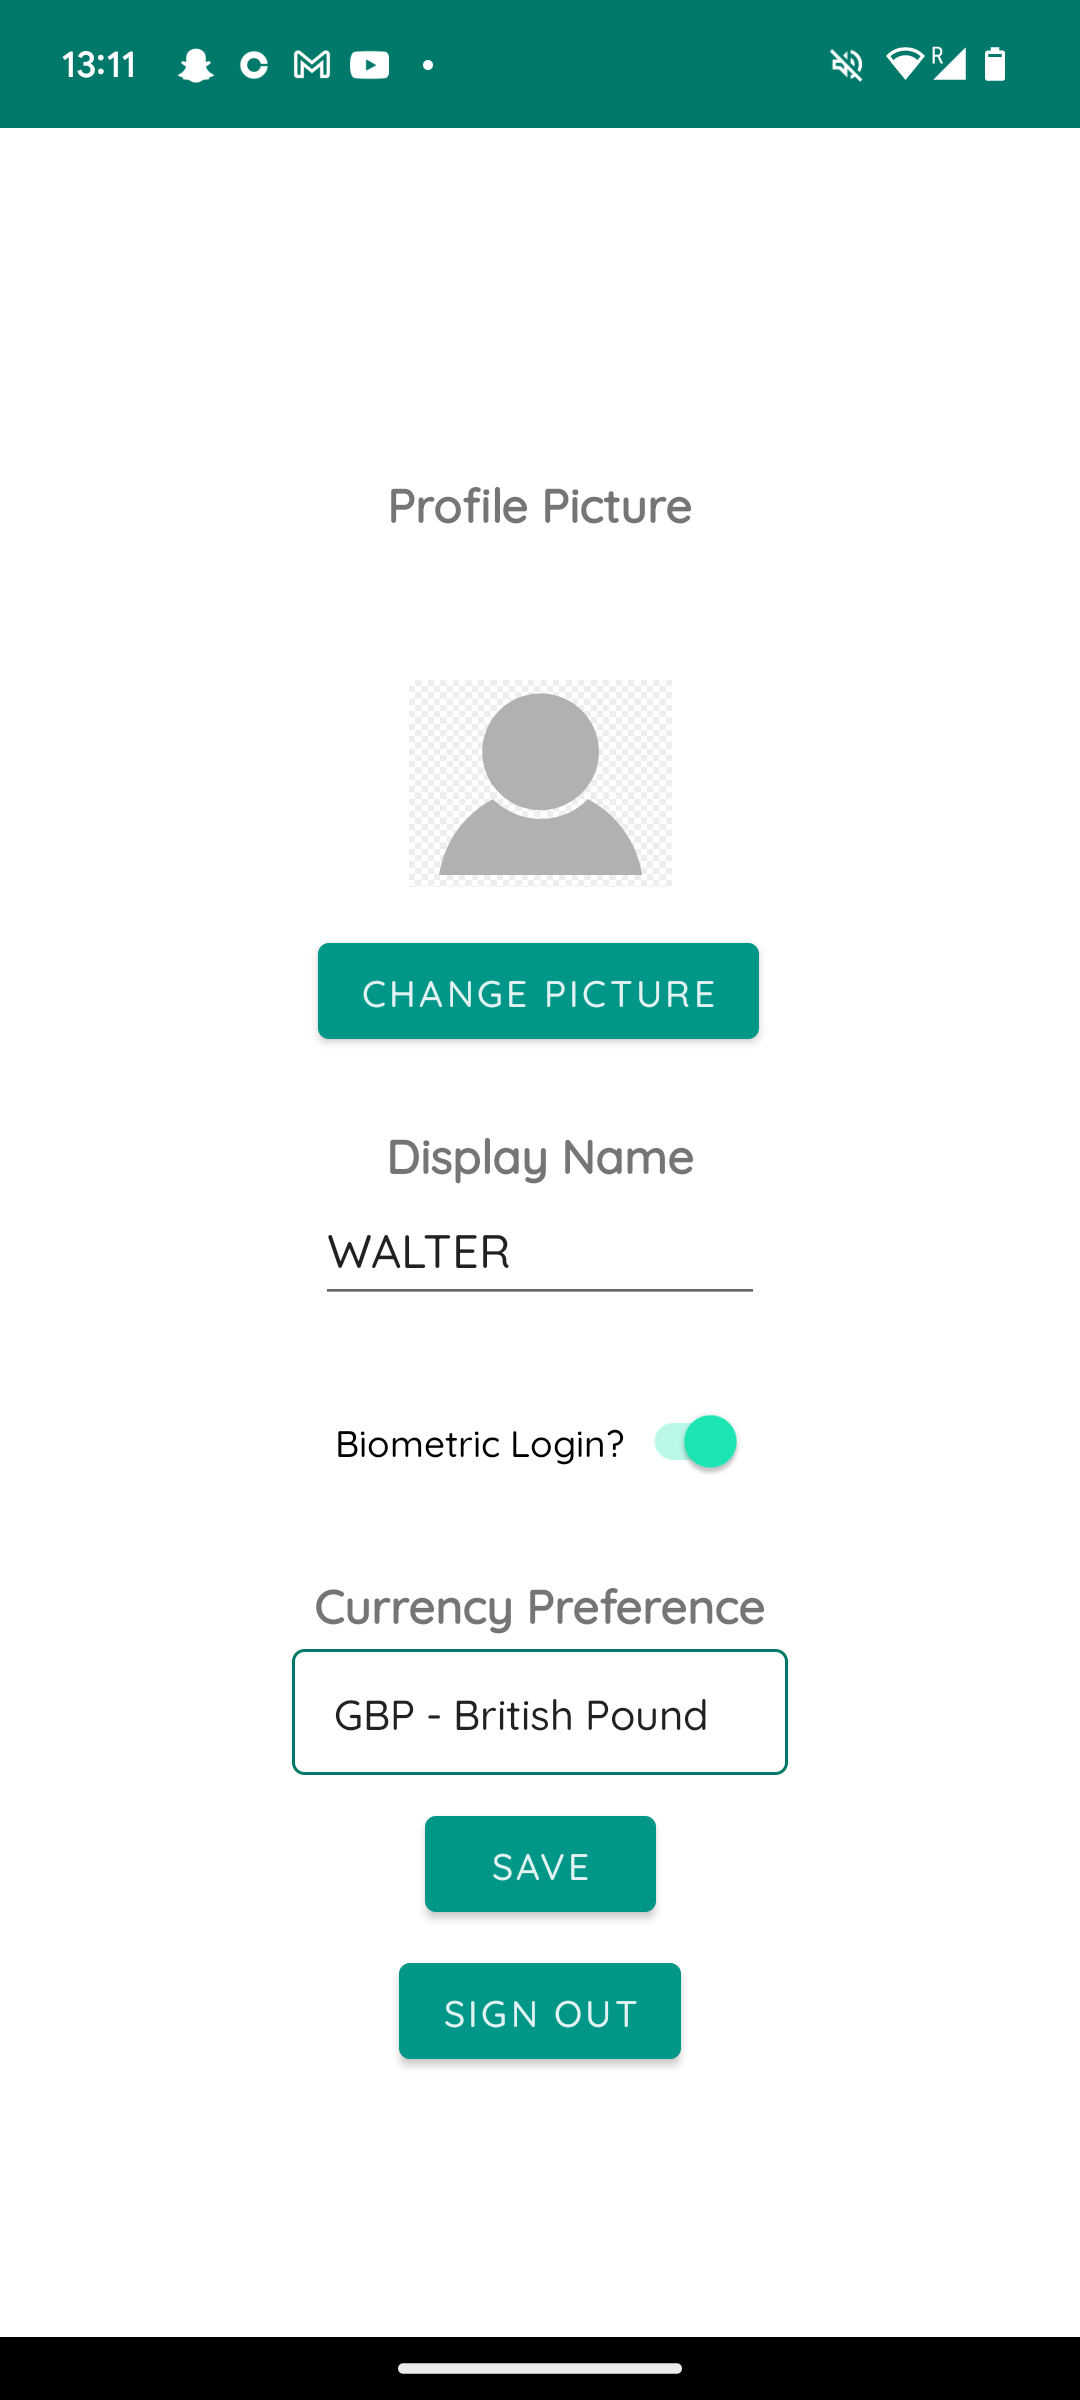 13:11
R
Profile Picture
CHANGE PICTURE
Display Name
WALTER
Biometric Login?
Currency Preference
GBP - British Pound
SAVE
SIGN OUT